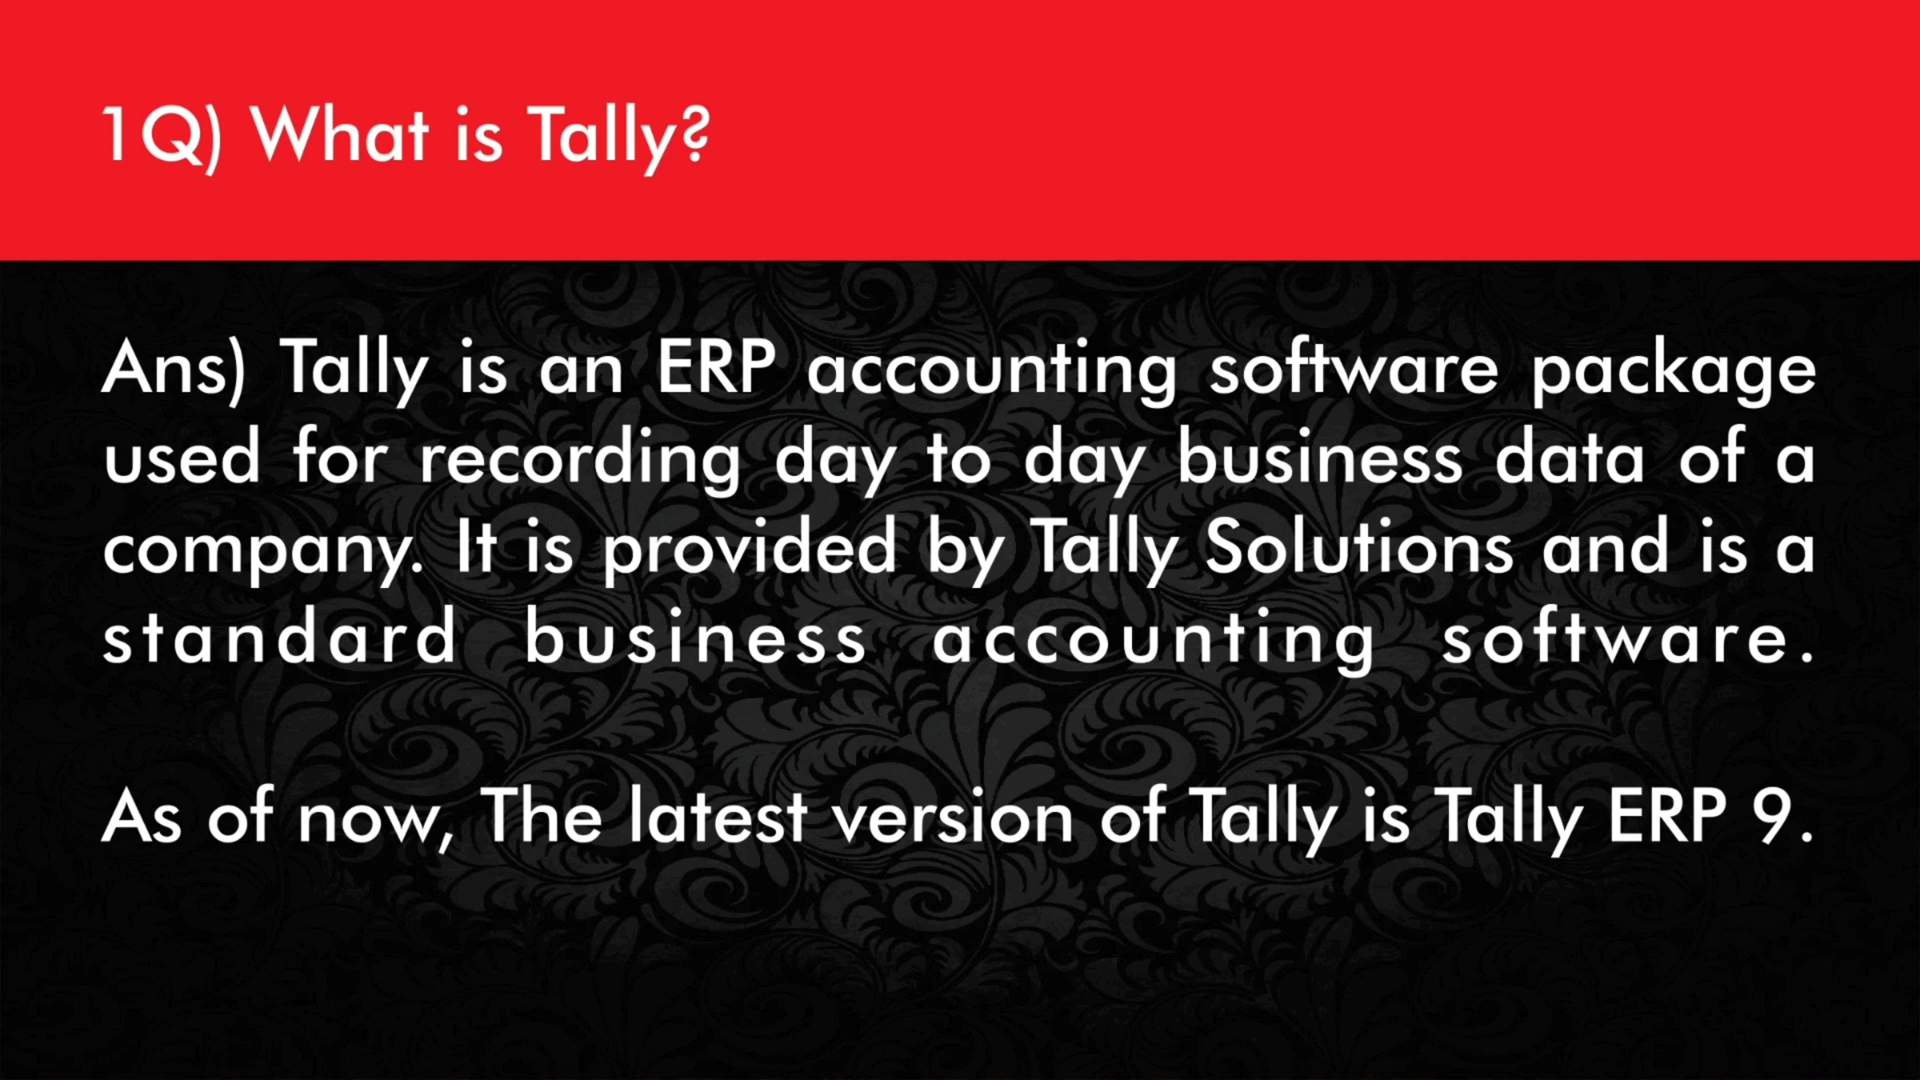 1Q) What is Tally?
Ans) Tally is an ERP accounting software package
used for recording day to day business data of a
company. It is provided by Tally Solutions and is a
standard business accounting software.
As of now, The latest version of Tally is Tally ERP 9.